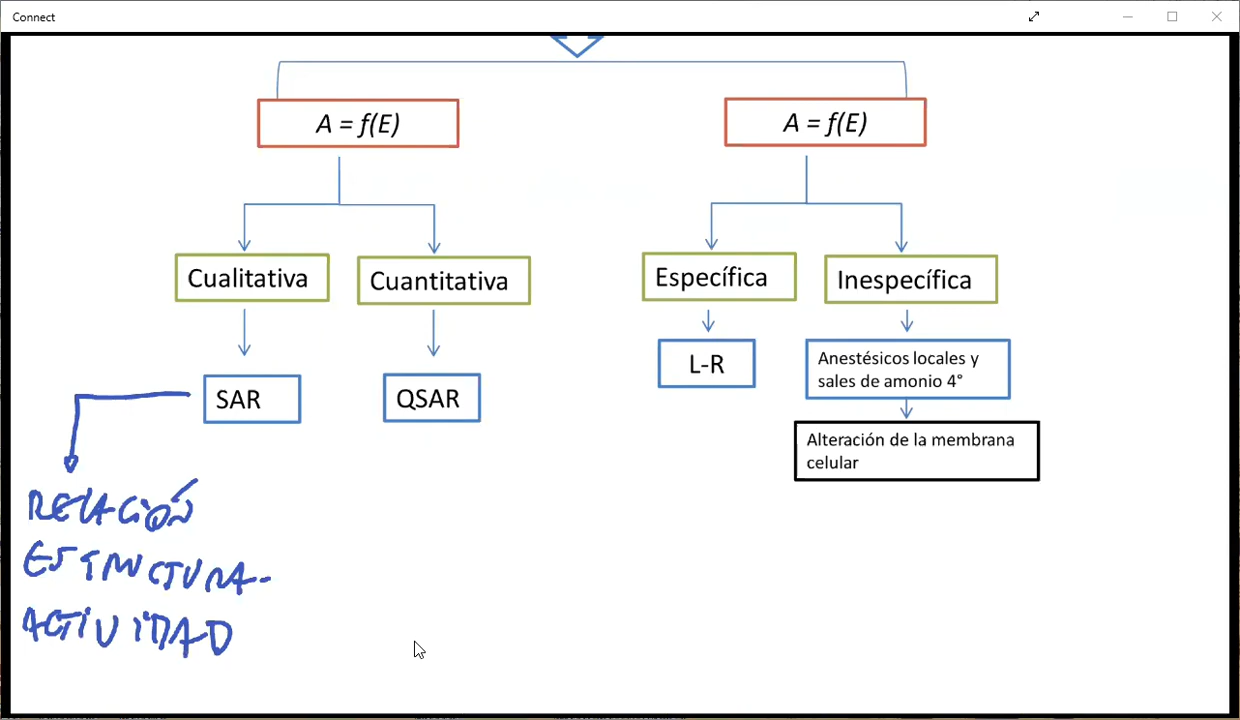 Connect
A = f(E)
A = f(E)
Cualitativa
Cuantitativa
Específica
Inespecífica
SAR
QSAR
L-R
Anestésicos locales y
sales de amonio 4°
Alteración de la membrana
celular
RELACIÓN
ESTRUCTURA-
ACTIVIDAD